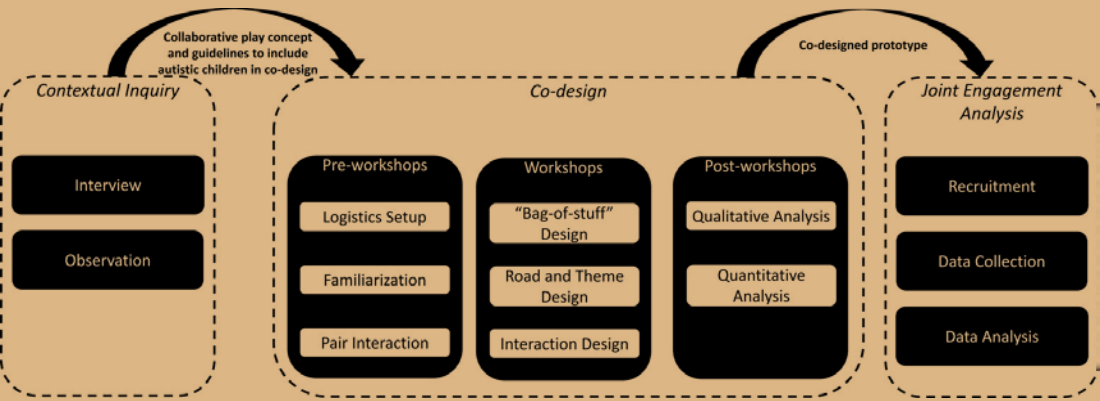 Collaborative play concept
and guidelines to include
autistic children in co-design
Co-designed prototype
Contextual Inquiry
Interview
Observation
Co-design
Pre-workshops
Logistics Setup
Familiarization
Pair Interaction
Workshops
“Bag-of-stuff”
Design
Road and Theme
Design
Interaction Design
Post-workshops
Qualitative Analysis
Quantitative
Analysis
Joint Engagement
Analysis
Recruitment
Data Collection
Data Analysis